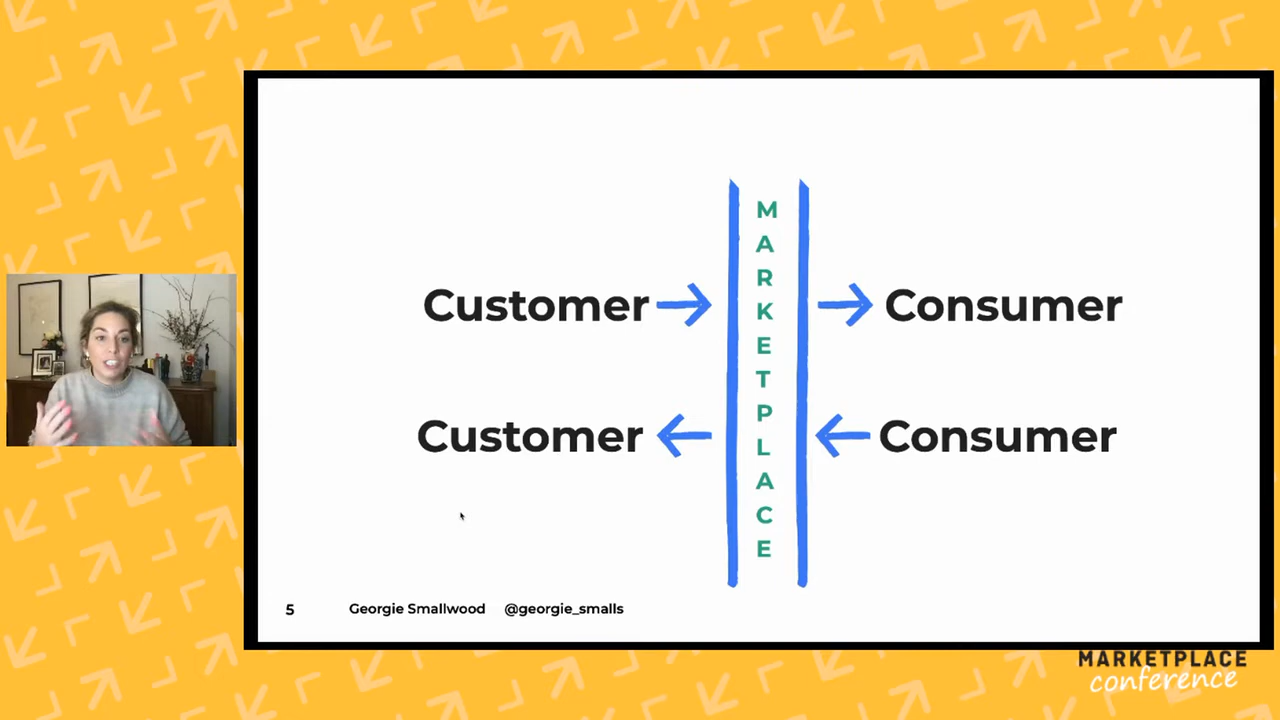 M
A
R
K
E
T
P
L
A
C
E
Customer
Consumer
Customer
Consumer
5
Georgie Smallwood
@georgie_smalls
MARKETPLACE
conference